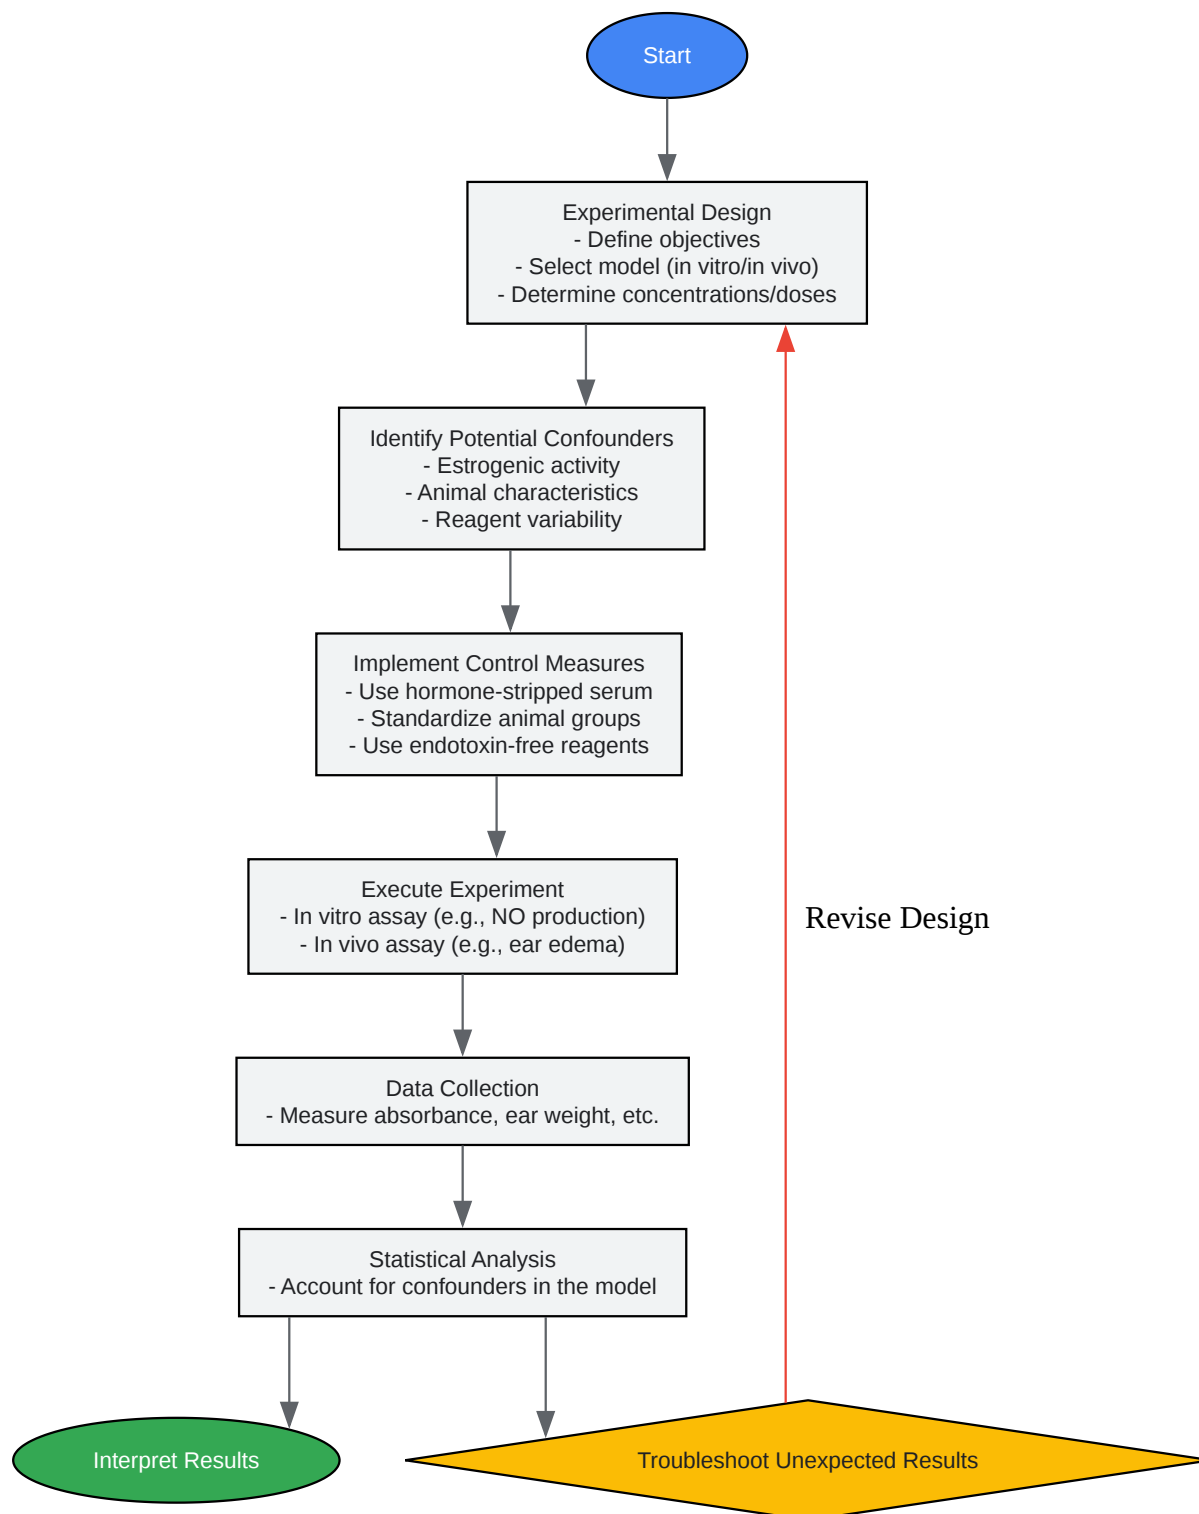 Start
Experimental Design
- Define objectives
- Select model (in vitro/in vivo)
- Determine concentrations/doses
Identify Potential Confounders
- Estrogenic activity
- Animal characteristics
- Reagent variability
Implement Control Measures
- Use hormone-stripped serum
- Standardize animal groups
- Use endotoxin-free reagents
Execute Experiment
- In vitro assay (e.g., NO production)
- In vivo assay (e.g., ear edema)
Revise Design
Data Collection
- Measure absorbance, ear weight, etc.
Statistical Analysis
- Account for confounders in the model
Interpret Results
Troubleshoot Unexpected Results